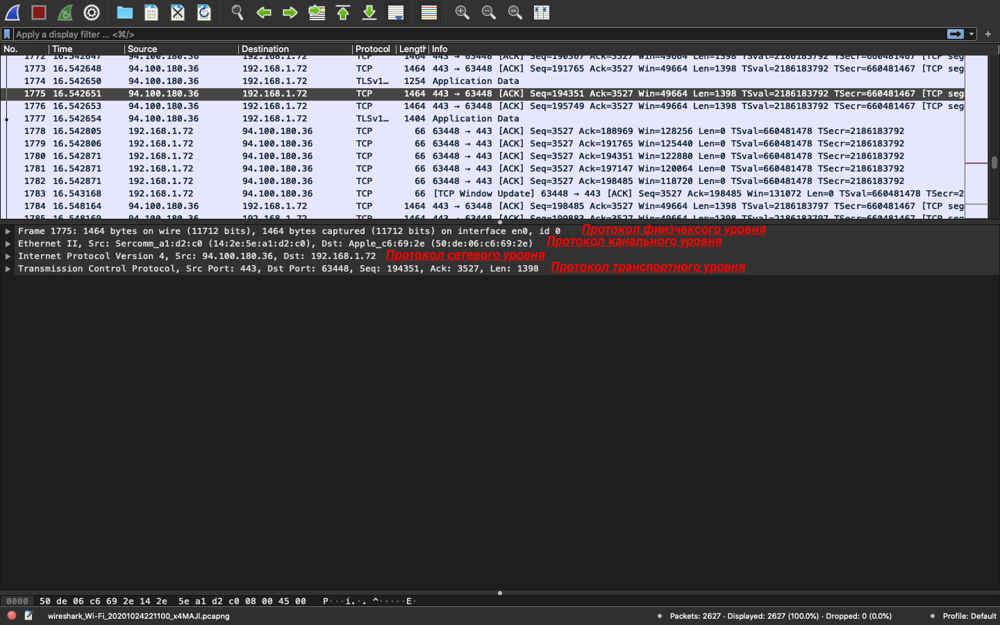 Apply a display filter ... <⌘/>
No. Time Source Destination Protocol Length Info
1772 16.542647 94.100.180.36 192.168.1.72 TCP 1464 443 → 63448 [ACK] Seq=190367 Ack=3527 Win=49664 Len=1398 TSval=2186183792 TSecr=660481467 [TCP seg
1773 16.542648 94.100.180.36 192.168.1.72 TCP 1464 443 → 63448 [ACK] Seq=191765 Ack=3527 Win=49664 Len=1398 TSval=2186183792 TSecr=660481467 [TCP seg
1774 16.542650 94.100.180.36 192.168.1.72 TLSv1… 1254 Application Data
1775 16.542651 94.100.180.36 192.168.1.72 TCP 1464 443 → 63448 [ACK] Seq=194351 Ack=3527 Win=49664 Len=1398 TSval=2186183792 TSecr=660481467 [TCP seg
1776 16.542653 94.100.180.36 192.168.1.72 TCP 1464 443 → 63448 [ACK] Seq=195749 Ack=3527 Win=49664 Len=1398 TSval=2186183792 TSecr=660481467 [TCP seg
1777 16.542654 94.100.180.36 192.168.1.72 TLSv1… 1404 Application Data
1778 16.542805 192.168.1.72 94.100.180.36 TCP 66 63448 → 443 [ACK] Seq=3527 Ack=188969 Win=128256 Len=0 TSval=660481478 TSecr=2186183792
1779 16.542806 192.168.1.72 94.100.180.36 TCP 66 63448 → 443 [ACK] Seq=3527 Ack=191765 Win=125440 Len=0 TSval=660481478 TSecr=2186183792
1780 16.542871 192.168.1.72 94.100.180.36 TCP 66 63448 → 443 [ACK] Seq=3527 Ack=194351 Win=122880 Len=0 TSval=660481478 TSecr=2186183792
1781 16.542871 192.168.1.72 94.100.180.36 TCP 66 63448 → 443 [ACK] Seq=3527 Ack=197147 Win=120064 Len=0 TSval=660481478 TSecr=2186183792
1782 16.542871 192.168.1.72 94.100.180.36 TCP 66 63448 → 443 [ACK] Seq=3527 Ack=198485 Win=118720 Len=0 TSval=660481478 TSecr=2186183792
1783 16.543168 192.168.1.72 94.100.180.36 TCP 66 [TCP Window Update] 63448 → 443 [ACK] Seq=3527 Ack=198485 Win=131072 Len=0 TSval=660481478 TSecr=2
1784 16.548164 94.100.180.36 192.168.1.72 TCP 1464 443 → 63448 [ACK] Seq=198485 Ack=3527 Win=49664 Len=1398 TSval=2186183797 TSecr=660481467 [TCP seg
1785 16.548169 94.100.180.36 192.168.1.72 TCP 1464 443 → 63448 [ACK] Seq=199883 Ack=3527 Win=49664 Len=1398 TSval=2186183797 TSecr=660481467 [TCP seg
Frame 1775: 1464 bytes on wire (11712 bits), 1464 bytes captured (11712 bits) on interface en0, id 0 Протокол фиизчексого уровня
Ethernet II, Src: Sercomm_a1:d2:c0 (14:2e:5e:a1:d2:c0), Dst: Apple_c6:69:2e (50:de:06:c6:69:2e) Протокол канального уровня
Internet Protocol Version 4, Src: 94.100.180.36, Dst: 192.168.1.72 Протокол сетевого уровня
Transmission Control Protocol, Src Port: 443, Dst Port: 63448, Seq: 194351, Ack: 3527, Len: 1398 Протокол транспортного уровня
0000 50 de 06 c6 69 2e 14 2e 5e a1 d2 c0 08 00 45 00 P···i.·. ^·····E·
wireshark_Wi-Fi_20201024221100_x4MAJI.pcapng Packets: 2627 · Displayed: 2627 (100.0%) · Dropped: 0 (0.0%) Profile: Default